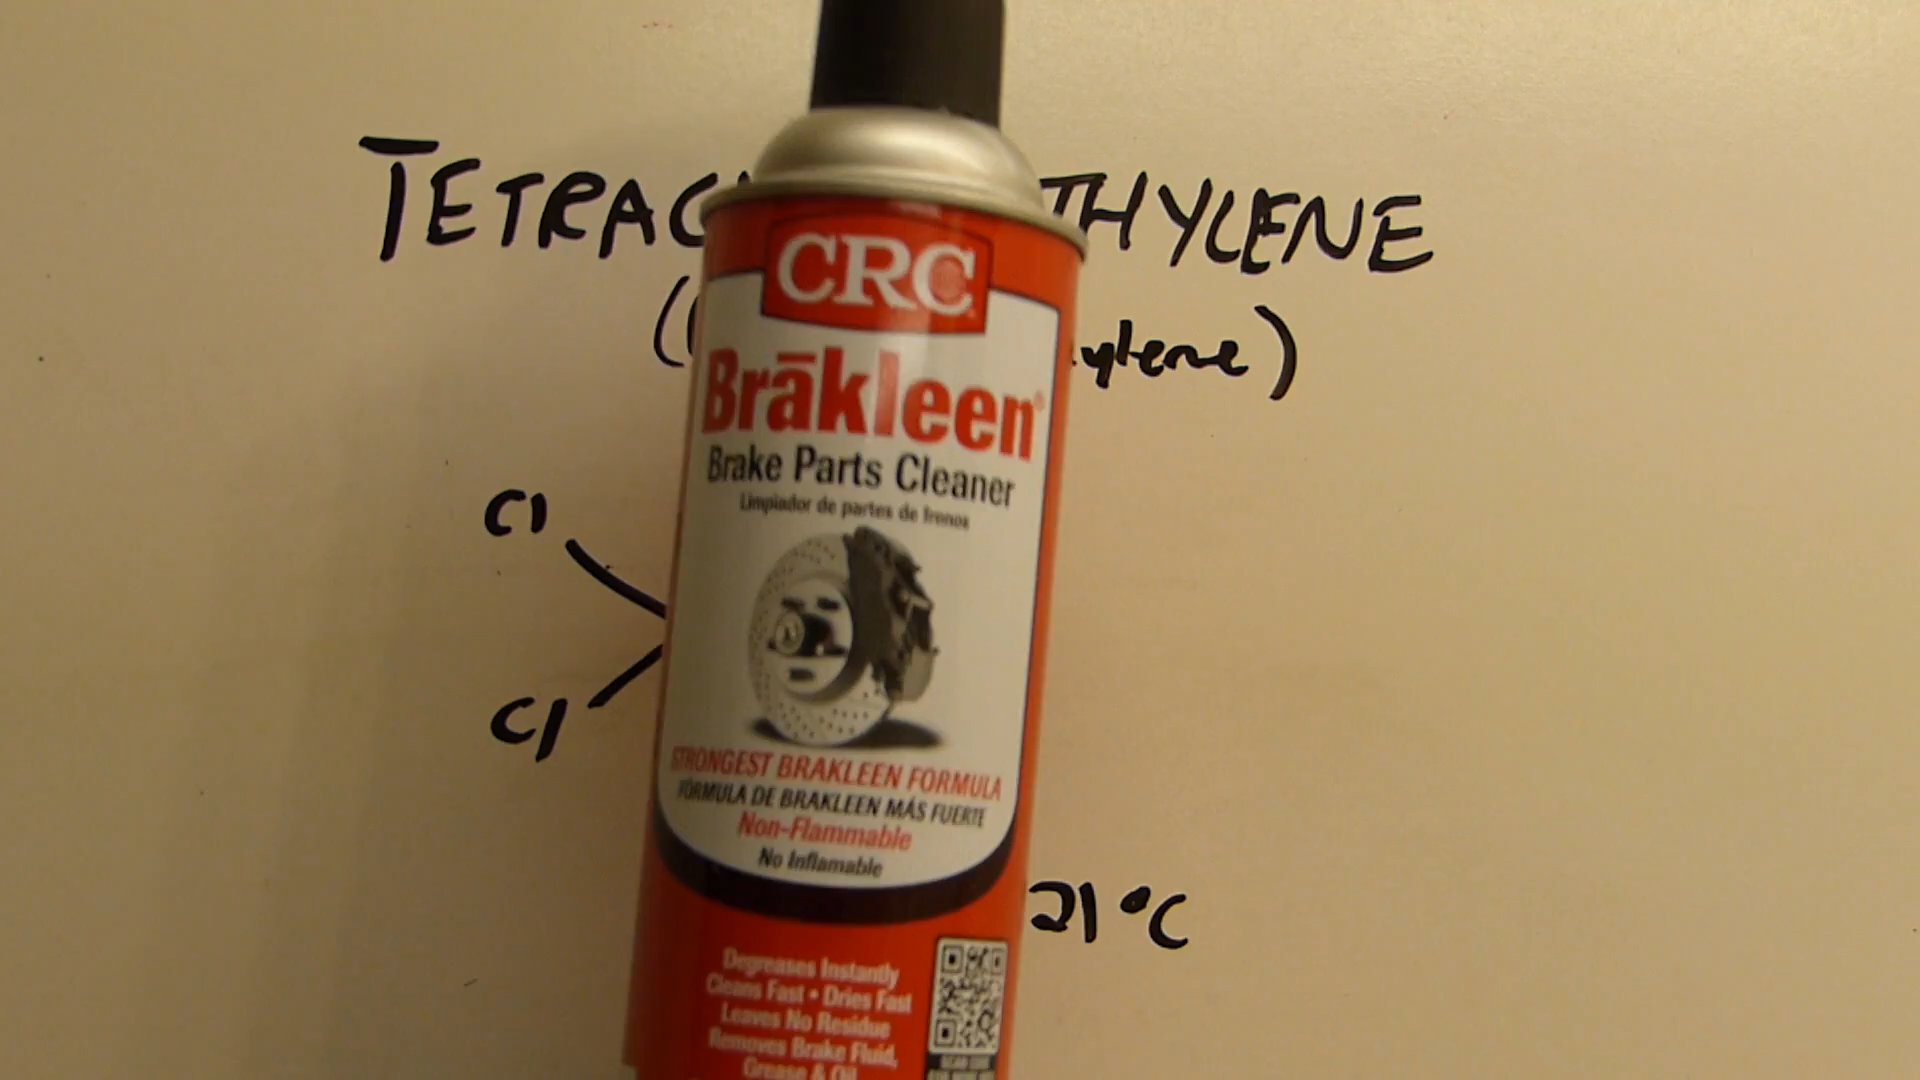 TETRAC THYLENE
( ylene)
CRC
Brākleen®
Brake Parts Cleaner
Limpiador de partes de frenos
Cl
Cl
STRONGEST BRAKLEEN FORMULA
FÓRMULA DE BRAKLEEN MÁS FUERTE
Non-Flammable
No Inflamable
21°C
Degreases Instantly
Cleans Fast • Dries Fast
Leaves No Residue
Removes Brake Fluid,
Grease & Oil